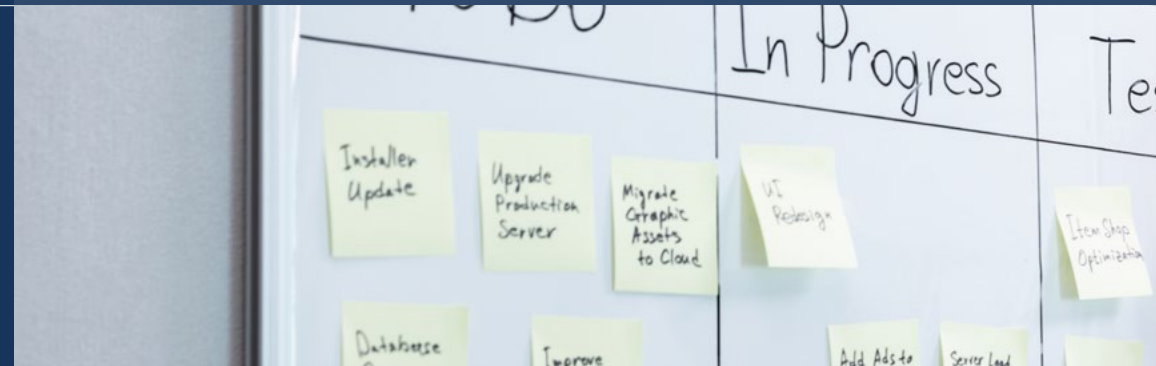 In Progress
Installer
Update
Upgrade
Production
Server
Migrate
Graphic
Assets
to Cloud
Database
Improve
UI
Redesign
Add Ads to
Server Load
Item Shop
Optimization